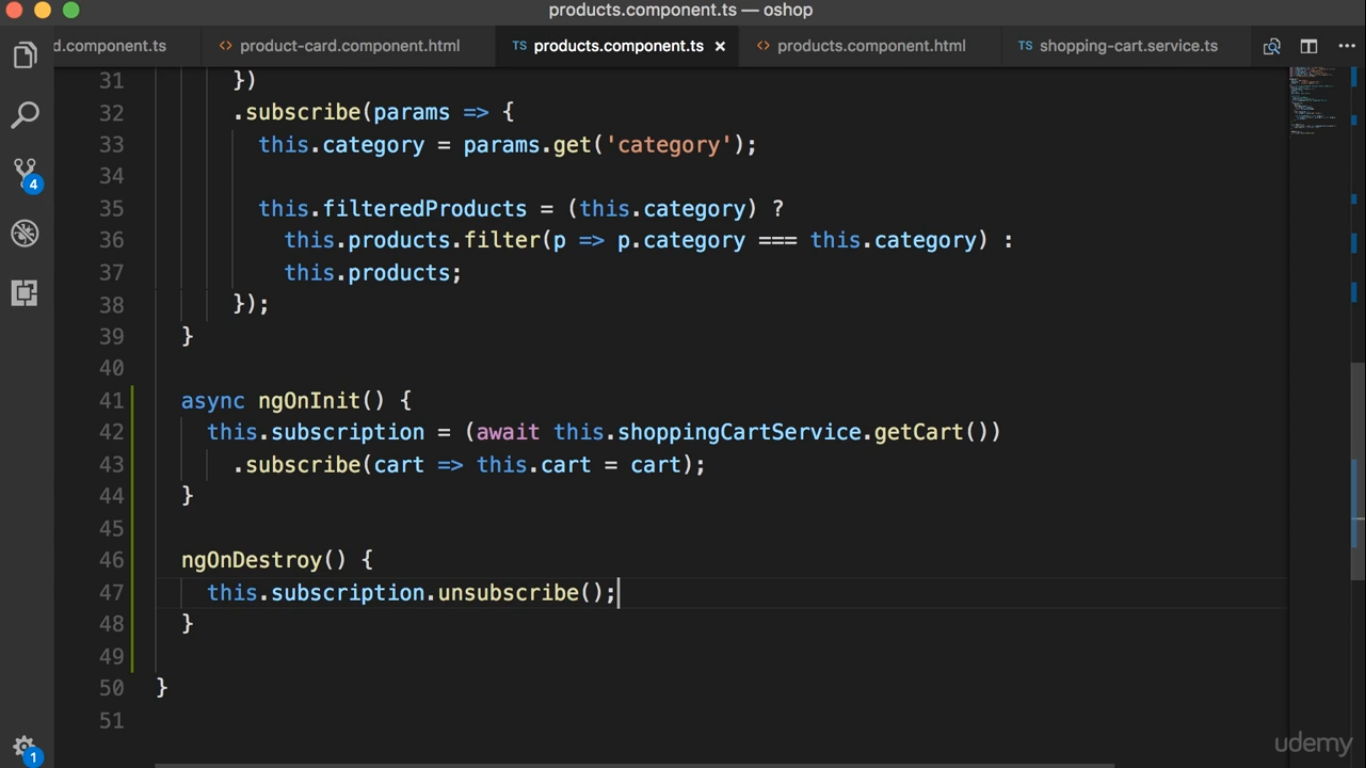 products.component.ts — oshop
d.component.ts
<> product-card.component.html
TS products.component.ts ×
<> products.component.html
TS shopping-cart.service.ts
31 })
32 .subscribe(params => {
33 this.category = params.get('category');
34
35 this.filteredProducts = (this.category) ?
36 this.products.filter(p => p.category === this.category) :
37 this.products;
38 });
39 }
40
41 async ngOnInit() {
42 this.subscription = (await this.shoppingCartService.getCart())
43 .subscribe(cart => this.cart = cart);
44 }
45
46 ngOnDestroy() {
47 this.subscription.unsubscribe();
48 }
49
50 }
51
4
1
udemy